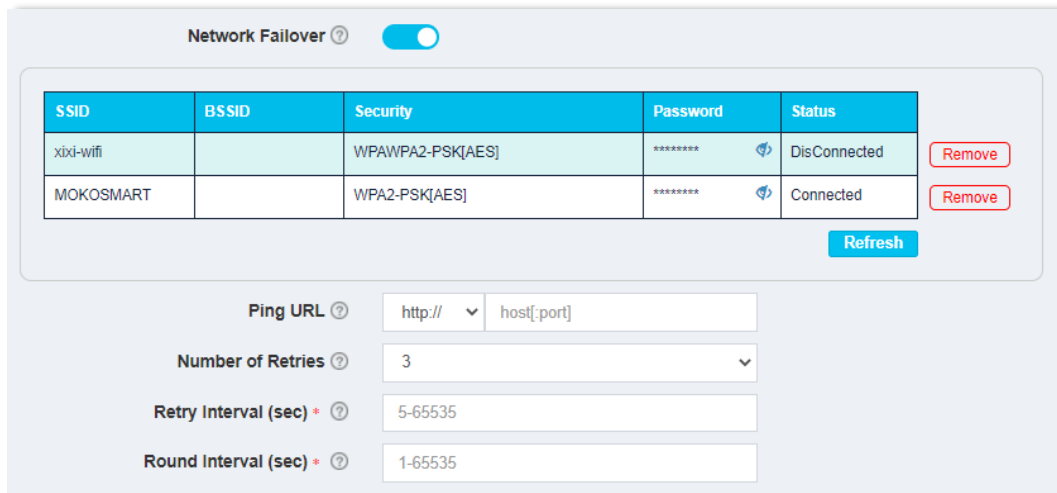 Network Failover ?
SSID BSSID Security Password Status
xixi-wifi WPAWPA2-PSK[AES] ******** DisConnected Remove
MOKOSMART WPA2-PSK[AES] ******** Connected Remove
Refresh
Ping URL ? http:// host[:port]
Number of Retries ? 3
Retry Interval (sec) * ? 5-65535
Round Interval (sec) * ? 1-65535